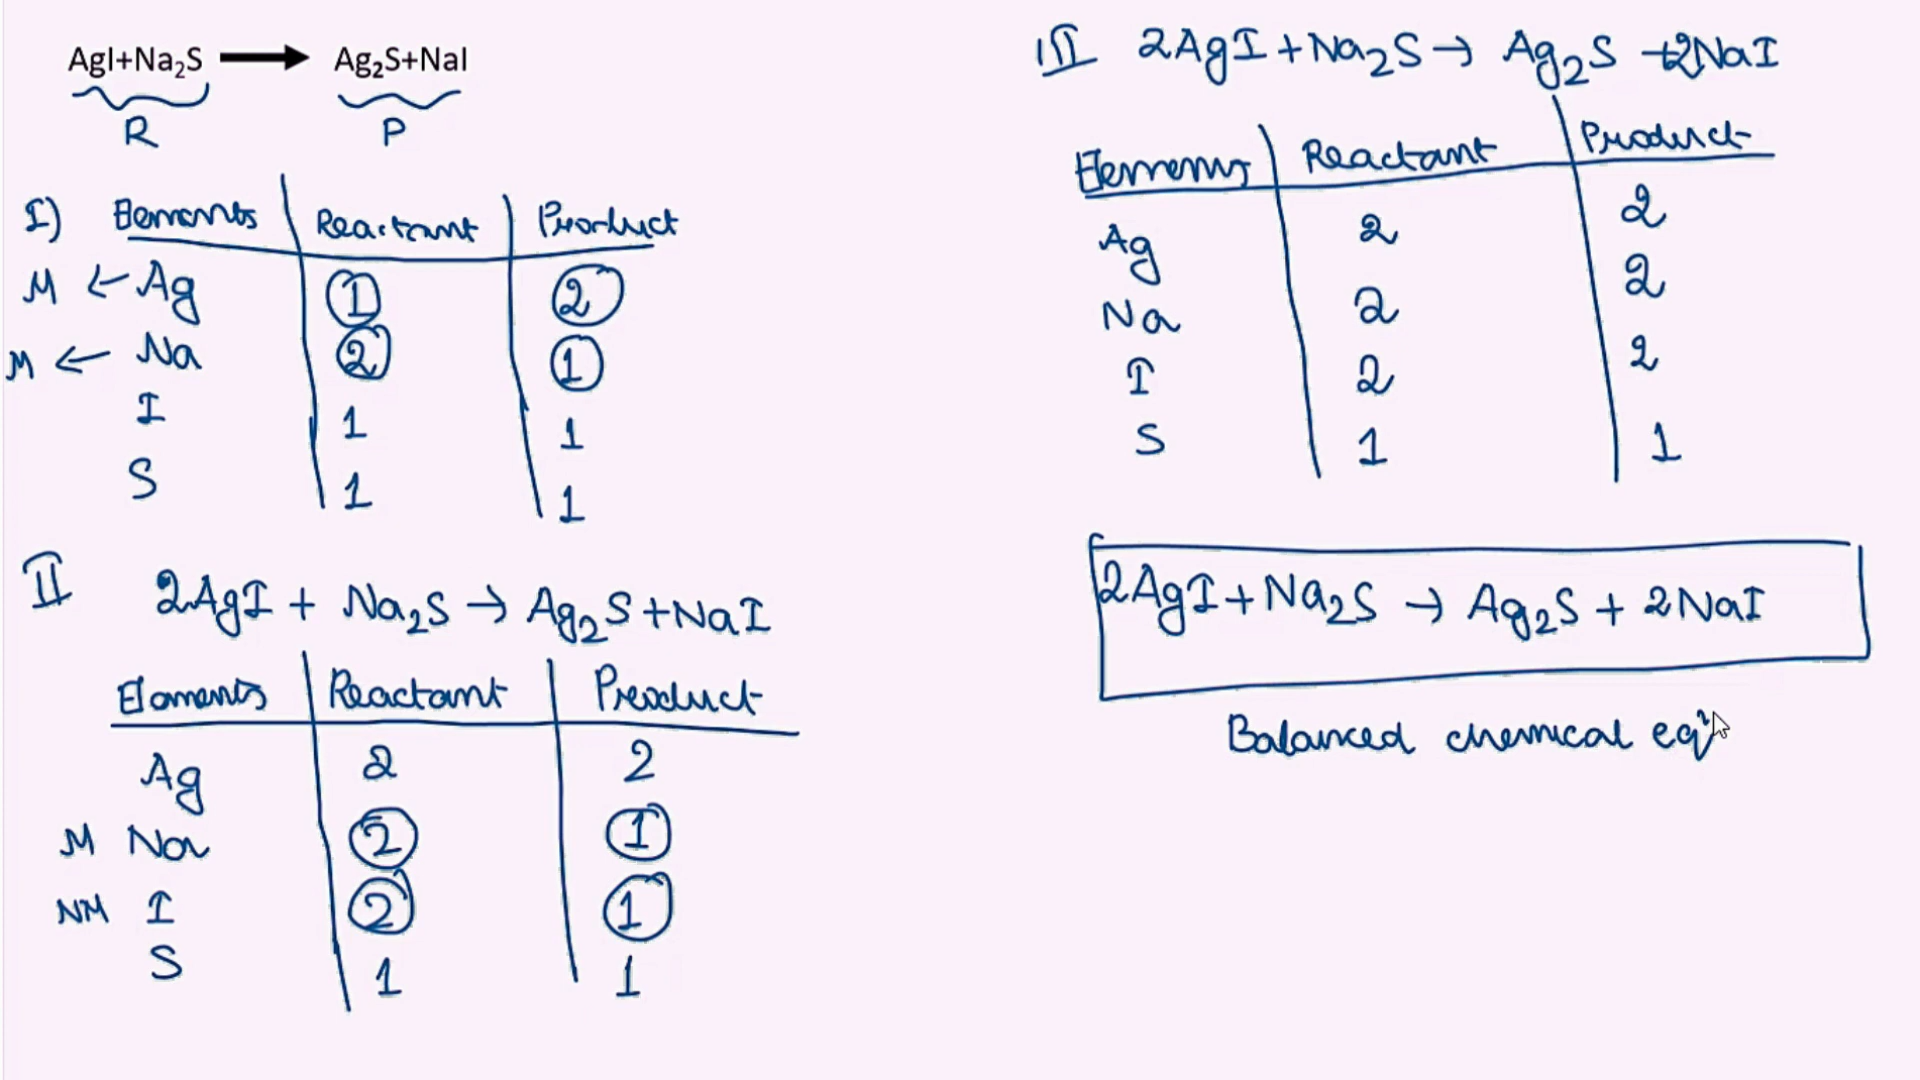 AgI+Na₂S → Ag₂S+NaI
R P
I) Elements Reactant Product
M ← Ag 1 2
M ← Na 2 1
I 1 1
S 1 1
II 2AgI + Na₂S → Ag₂S + NaI
Elements Reactant Product
Ag 2 2
M Na 2 1
NM I 2 1
S 1 1
III 2AgI + Na₂S → Ag₂S + 2NaI
Elements Reactant Product
Ag 2 2
Na 2 2
I 2 2
S 1 1
2AgI + Na₂S → Ag₂S + 2NaI
Balanced chemical eqⁿ